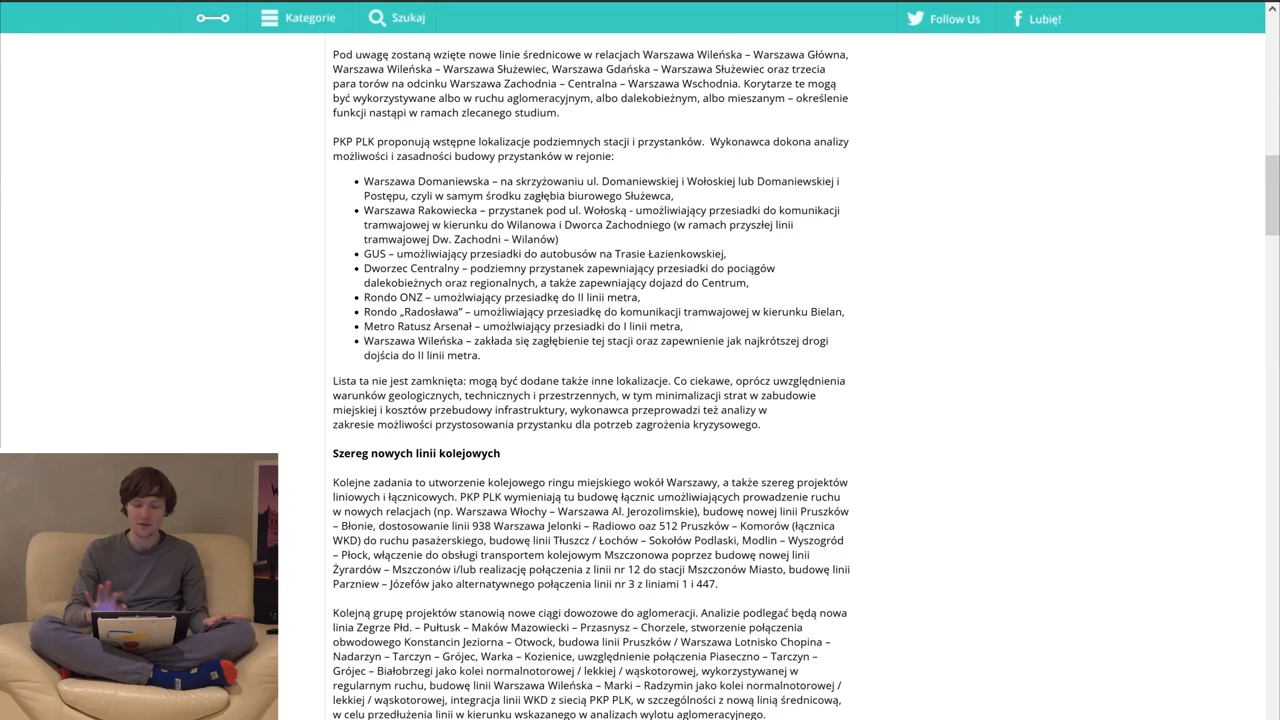 Kategorie
Szukaj
Follow Us
Lubię!
Pod uwagę zostaną wzięte nowe linie średnicowe w relacjach Warszawa Wileńska – Warszawa Główna,
Warszawa Wileńska – Warszawa Służewiec, Warszawa Gdańska – Warszawa Służewiec oraz trzecia
para torów na odcinku Warszawa Zachodnia – Centralna – Warszawa Wschodnia. Korytarze te mogą
być wykorzystywane albo w ruchu aglomeracyjnym, albo dalekobieżnym, albo mieszanym – określenie
funkcji nastąpi w ramach zlecanego studium.
PKP PLK proponują wstępne lokalizacje podziemnych stacji i przystanków.  Wykonawca dokona analizy
możliwości i zasadności budowy przystanków w rejonie:
• Warszawa Domaniewska – na skrzyżowaniu ul. Domaniewskiej i Wołoskiej lub Domaniewskiej i
Postępu, czyli w samym środku zagłębia biurowego Służewca,
• Warszawa Rakowiecka – przystanek pod ul. Wołoską - umożliwiający przesiadki do komunikacji
tramwajowej w kierunku do Wilanowa i Dworca Zachodniego (w ramach przyszłej linii
tramwajowej Dw. Zachodni – Wilanów)
• GUS – umożliwiający przesiadki do autobusów na Trasie Łazienkowskiej,
• Dworzec Centralny – podziemny przystanek zapewniający przesiadki do pociągów
dalekobieżnych oraz regionalnych, a także zapewniający dojazd do Centrum,
• Rondo ONZ – umożlwiający przesiadkę do II linii metra,
• Rondo „Radosława” – umożliwiający przesiadkę do komunikacji tramwajowej w kierunku Bielan,
• Metro Ratusz Arsenał – umożlwiający przesiadki do I linii metra,
• Warszawa Wileńska – zakłada się zagłębienie tej stacji oraz zapewnienie jak najkrótszej drogi
dojścia do II linii metra.
Lista ta nie jest zamknięta: mogą być dodane także inne lokalizacje. Co ciekawe, oprócz uwzględnienia
warunków geologicznych, technicznych i przestrzennych, w tym minimalizacji strat w zabudowie
miejskiej i kosztów przebudowy infrastruktury, wykonawca przeprowadzi też analizy w
zakresie możliwości przystosowania przystanku dla potrzeb zagrożenia kryzysowego.
Szereg nowych linii kolejowych
Kolejne zadania to utworzenie kolejowego ringu miejskiego wokół Warszawy, a także szereg projektów
liniowych i łącznicowych. PKP PLK wymieniają tu budowę łącznic umożliwiających prowadzenie ruchu
w nowych relacjach (np. Warszawa Włochy – Warszawa Al. Jerozolimskie), budowę nowej linii Pruszków
– Błonie, dostosowanie linii 938 Warszawa Jelonki – Radiowo oaz 512 Pruszków – Komorów (łącznica
WKD) do ruchu pasażerskiego, budowę linii Tłuszcz / Łochów – Sokołów Podlaski, Modlin – Wyszogród
– Płock, włączenie do obsługi transportem kolejowym Mszczonowa poprzez budowę nowej linii
Żyrardów – Mszczonów i/lub realizację połączenia z linii nr 12 do stacji Mszczonów Miasto, budowę linii
Parzniew – Józefów jako alternatywnego połączenia linii nr 3 z liniami 1 i 447.
Kolejną grupę projektów stanowią nowe ciągi dowozowe do aglomeracji. Analizie podlegać będą nowa
linia Zegrze Płd. – Pułtusk – Maków Mazowiecki – Przasnysz – Chorzele, stworzenie połączenia
obwodowego Konstancin Jeziorna – Otwock, budowa linii Pruszków / Warszawa Lotnisko Chopina –
Nadarzyn – Tarczyn – Grójec, Warka – Kozienice, uwzględnienie połączenia Piaseczno – Tarczyn –
Grójec – Białobrzegi jako kolei normalnotorowej / lekkiej / wąskotorowej, wykorzystywanej w
regularnym ruchu, budowę linii Warszawa Wileńska – Marki – Radzymin jako kolei normalnotorowej /
lekkiej / wąskotorowej, integracja linii WKD z siecią PKP PLK, w szczególności z nową linią średnicową,
w celu przedłużenia linii w kierunku wskazanego w analizach wylotu aglomeracyjnego.